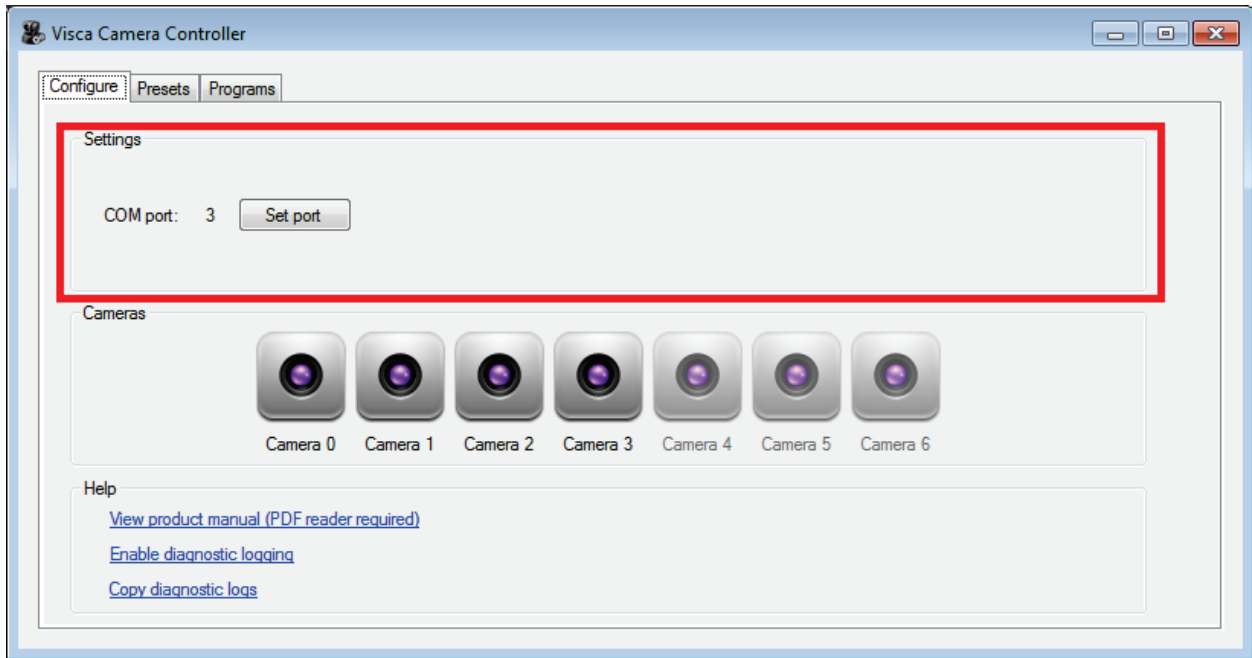 Visca Camera Controller
Configure Presets Programs
Settings
COM port: 3 Set port
Cameras
Camera 0 Camera 1 Camera 2 Camera 3 Camera 4 Camera 5 Camera 6
Help
View product manual (PDF reader required)
Enable diagnostic logging
Copy diagnostic logs